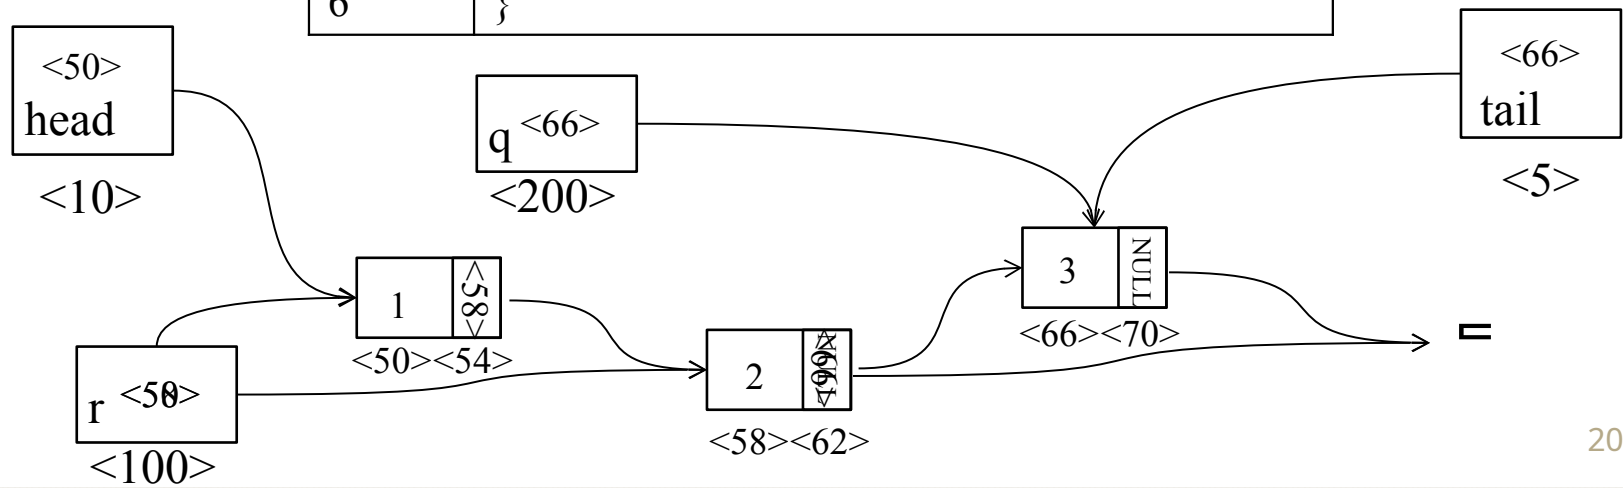 6 }
<50>
head
<10>
q <66>
<200>
<66>
tail
<5>
1 <58>
<50><54>
r
<100>
2
<58><62>
3 NULL
<66><70>
20